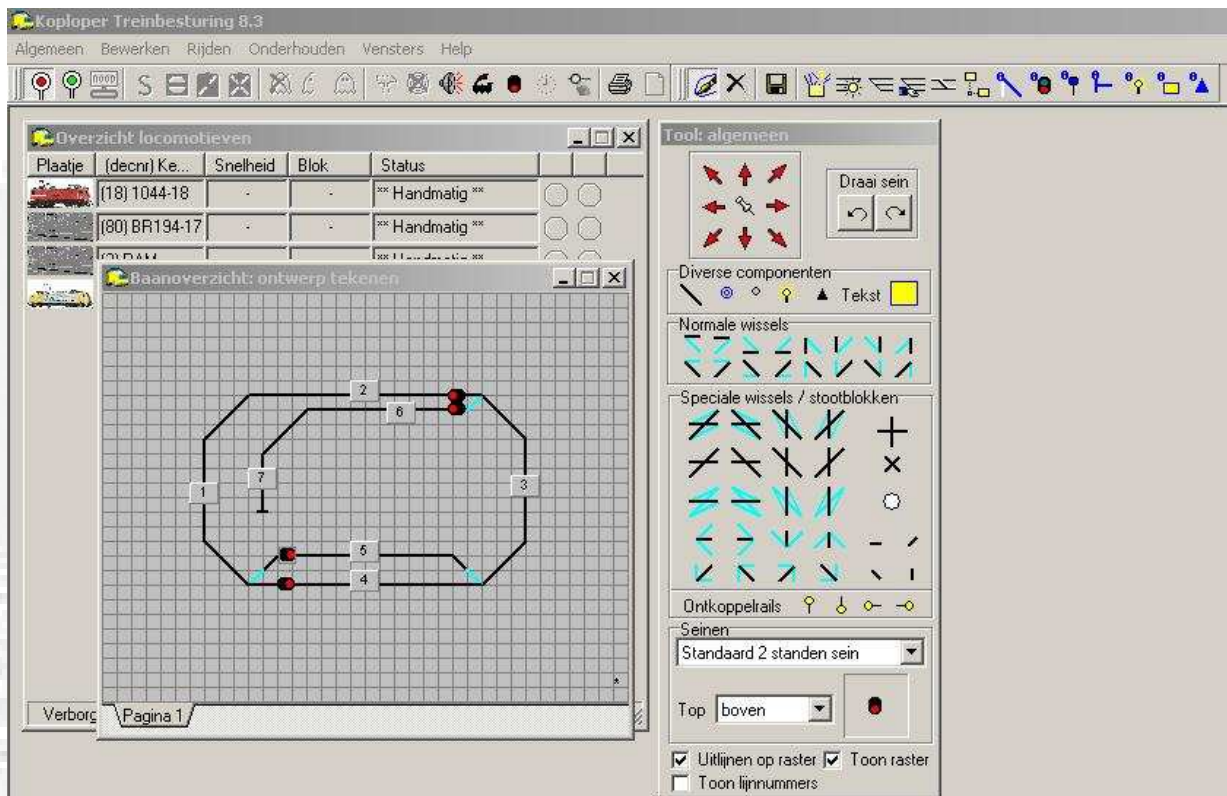 Koploper Treinbesturing 8.3
Algemeen Bewerken Rijden Onderhouden Vensters Help
Overzicht locomotieven
Plaatje (decnr) Ke... Snelheid Blok Status
(18) 1044-18 - - ** Handmatig **
(80) BR194-17 - - ** Handmatig **
Baanoverzicht: ontwerp tekenen
2
6
7
1
3
5
4
*
Verborg
Pagina 1
Tool: algemeen
Draai sein
Diverse componenten
Tekst
Normale wissels
Speciale wissels / stootblokken
Ontkoppelrails
Seinen
Standaard 2 standen sein
Top boven
Uitlijnen op raster Toon raster
Toon lijnnummers